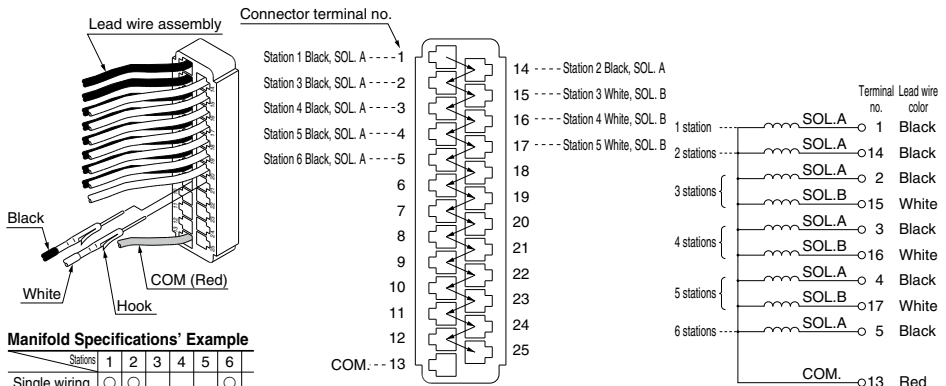 Lead wire assembly
Black
White
Hook
COM (Red)
Manifold Specifications' Example
Stations 1 2 3 4 5 6
Single wiring ○ ○ ○
Connector terminal no.
Station 1 Black, SOL. A ---- 1
Station 3 Black, SOL. A ---- 2
Station 4 Black, SOL. A ---- 3
Station 5 Black, SOL. A ---- 4
Station 6 Black, SOL. A ---- 5
6
7
8
9
10
11
12
COM. --- 13
14 ---- Station 2 Black, SOL. A
15 ---- Station 3 White, SOL. B
16 ---- Station 4 White, SOL. B
17 ---- Station 5 White, SOL. B
18
19
20
21
22
23
24
25
Terminal no. Lead wire color
1 station SOL.A 1 Black
2 stations SOL.A 14 Black
3 stations SOL.A 2 Black
SOL.B 15 White
4 stations SOL.A 3 Black
SOL.B 16 White
5 stations SOL.A 4 Black
SOL.B 17 White
6 stations SOL.A 5 Black
COM. 13 Red